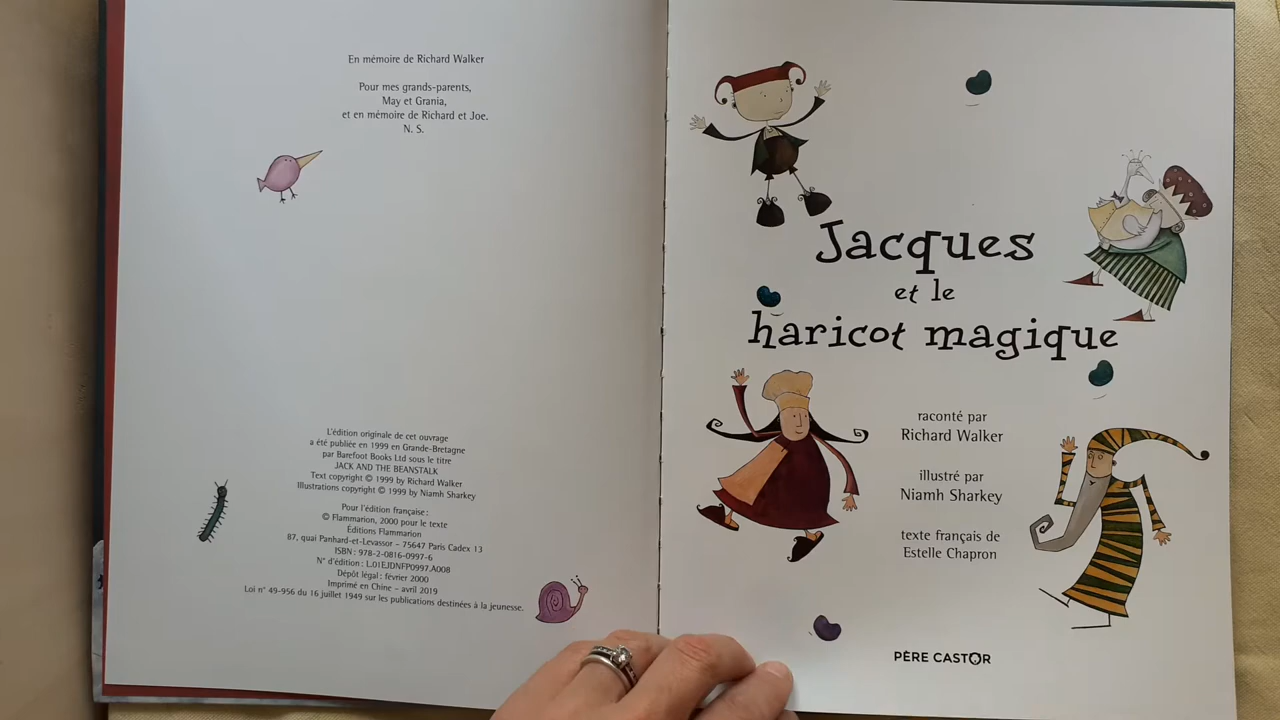 En mémoire de Richard Walker
Pour mes grands-parents,
May et Grania,
et en mémoire de Richard et Joe.
N. S.
L'édition originale de cet ouvrage
a été publiée en 1999 en Grande-Bretagne
par Barefoot Books Ltd sous le titre
JACK AND THE BEANSTALK
Text copyright © 1999 by Richard Walker
Illustrations copyright © 1999 by Niamh Sharkey
Pour l'édition française :
© Flammarion, 2000 pour le texte
Éditions Flammarion
87, quai Panhard-et-Levassor – 75647 Paris Cadex 13
ISBN : 978-2-0816-0997-6
N° d'édition : L.01EJDNFP0997.A008
Dépôt légal : février 2000
Imprimé en Chine – avril 2019
Loi n° 49-956 du 16 juillet 1949 sur les publications destinées à la jeunesse.
Jacques
et le
haricot magique
raconté par
Richard Walker
illustré par
Niamh Sharkey
texte français de
Estelle Chapron
PÈRE CASTOR